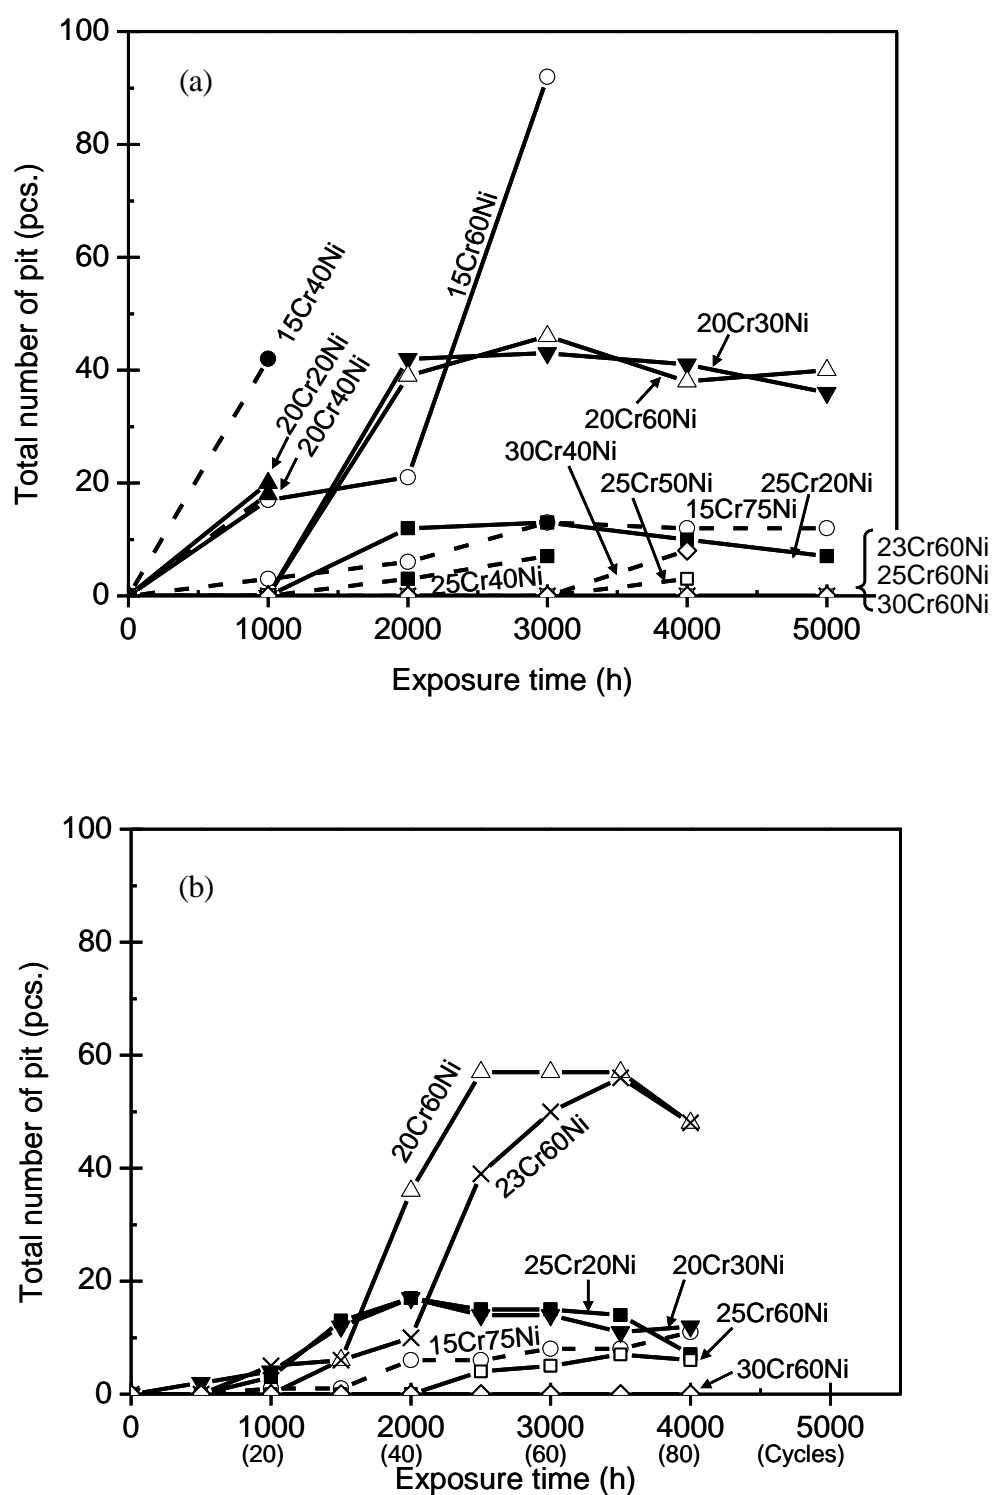 100
(a)
80
60
40
20
0
Total number of pit (pcs.)
15Cr40Ni
20Cr20Ni
20Cr40Ni
15Cr60Ni
20Cr30Ni
20Cr60Ni
30Cr40Ni
25Cr50Ni
25Cr20Ni
15Cr75Ni
25Cr40Ni
23Cr60Ni
25Cr60Ni
30Cr60Ni
0 1000 2000 3000 4000 5000
Exposure time (h)
100
(b)
80
60
40
20
0
Total number of pit (pcs.)
20Cr60Ni
23Cr60Ni
25Cr20Ni
20Cr30Ni
25Cr60Ni
15Cr75Ni
30Cr60Ni
0 1000 2000 3000 4000 5000
(20) (40) (60) (80) (Cycles)
Exposure time (h)